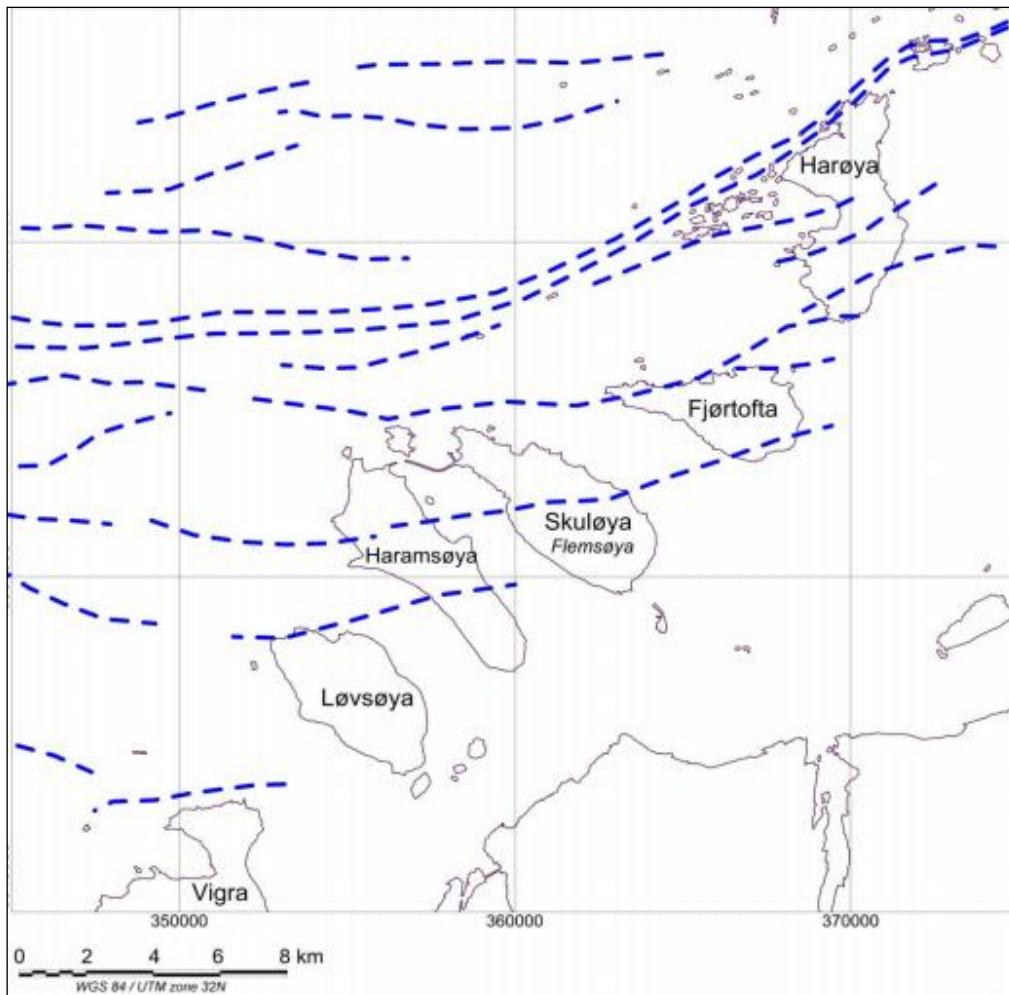 Harøya
Fjørtofta
Skuløya
Flemsøya
Haramsøya
Løvsøya
Vigra
350000
360000
370000
0 2 4 6 8 km
WGS 84 / UTM zone 32N